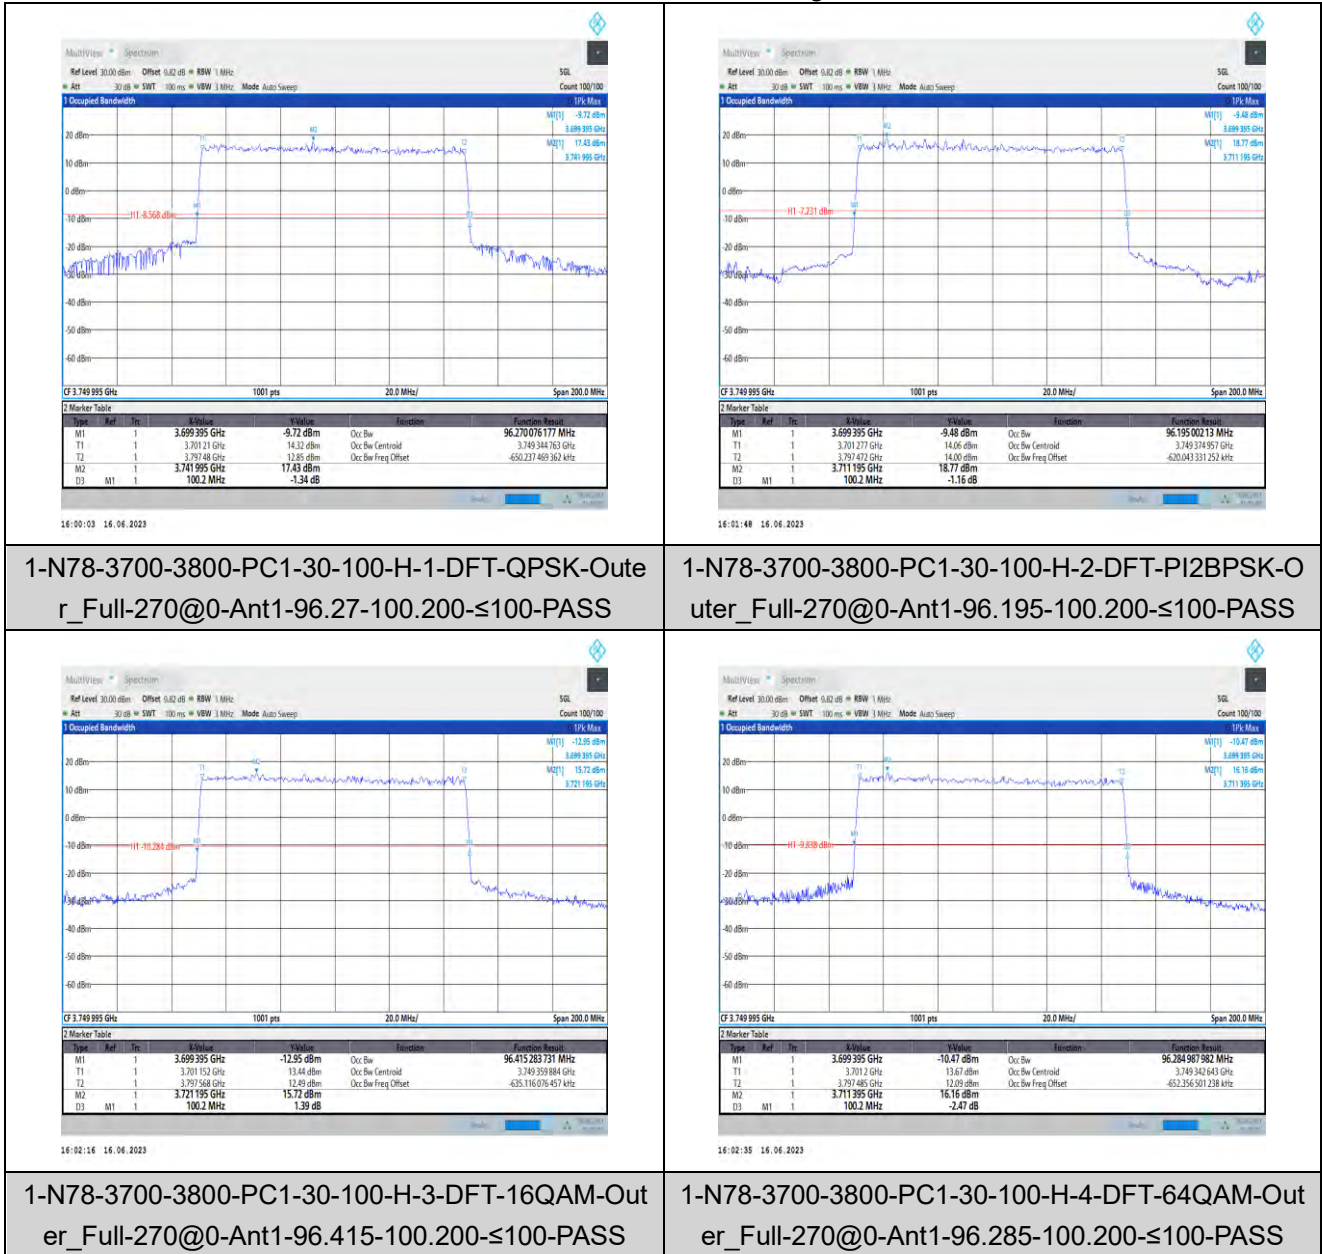 MultiView Spectrum
Ref Level 30.00 dBm Offset 9.82 dB RBW 1 MHz SGL
Att 30 dB SWT 100 ms VBW 3 MHz Mode Auto Sweep Count 100/100
1 Occupied Bandwidth 1Pk Max
M1[1] -9.72 dBm
3.699 395 GHz
M2[1] 17.43 dBm
3.741 995 GHz
M2
T1
T2
20 dBm
10 dBm
0 dBm
M1
H1 -8.568 dBm
-10 dBm
-20 dBm
-30 dBm
-40 dBm
-50 dBm
-60 dBm
CF 3.749 995 GHz 1001 pts 20.0 MHz/ Span 200.0 MHz
2 Marker Table
Type Ref Trc X-Value Y-Value Function Function Result
M1 1 3.699 395 GHz -9.72 dBm Occ Bw 96.270 076 177 MHz
T1 1 3.701 21 GHz 14.32 dBm Occ Bw Centroid 3.749 344 763 GHz
T2 1 3.797 48 GHz 12.85 dBm Occ Bw Freq Offset -650.237 469 362 kHz
M2 1 3.741 995 GHz 17.43 dBm
D3 M1 1 100.2 MHz -1.34 dB
16:00:03 16.06.2023
1-N78-3700-3800-PC1-30-100-H-1-DFT-QPSK-Oute
r_Full-270@0-Ant1-96.27-100.200-≤100-PASS
MultiView Spectrum
Ref Level 30.00 dBm Offset 9.82 dB RBW 1 MHz SGL
Att 30 dB SWT 100 ms VBW 3 MHz Mode Auto Sweep Count 100/100
1 Occupied Bandwidth 1Pk Max
M1[1] -9.48 dBm
3.699 395 GHz
M2[1] 18.77 dBm
3.711 195 GHz
M2
T1
T2
20 dBm
10 dBm
0 dBm
M1
H1 -7.231 dBm
-10 dBm
-20 dBm
-30 dBm
-40 dBm
-50 dBm
-60 dBm
CF 3.749 995 GHz 1001 pts 20.0 MHz/ Span 200.0 MHz
2 Marker Table
Type Ref Trc X-Value Y-Value Function Function Result
M1 1 3.699 395 GHz -9.48 dBm Occ Bw 96.195 002 13 MHz
T1 1 3.701 277 GHz 14.06 dBm Occ Bw Centroid 3.749 374 957 GHz
T2 1 3.797 472 GHz 14.00 dBm Occ Bw Freq Offset -620.043 331 252 kHz
M2 1 3.711 195 GHz 18.77 dBm
D3 M1 1 100.2 MHz -1.16 dB
16:01:48 16.06.2023
1-N78-3700-3800-PC1-30-100-H-2-DFT-PI2BPSK-O
uter_Full-270@0-Ant1-96.195-100.200-≤100-PASS
MultiView Spectrum
Ref Level 30.00 dBm Offset 9.82 dB RBW 1 MHz SGL
Att 30 dB SWT 100 ms VBW 3 MHz Mode Auto Sweep Count 100/100
1 Occupied Bandwidth 1Pk Max
M1[1] -12.95 dBm
3.699 395 GHz
M2[1] 15.72 dBm
3.721 195 GHz
M2
T1
T2
20 dBm
10 dBm
0 dBm
M1
-10 dBm
H1 -10.284 dBm
-20 dBm
-30 dBm
-40 dBm
-50 dBm
-60 dBm
CF 3.749 995 GHz 1001 pts 20.0 MHz/ Span 200.0 MHz
2 Marker Table
Type Ref Trc X-Value Y-Value Function Function Result
M1 1 3.699 395 GHz -12.95 dBm Occ Bw 96.415 283 731 MHz
T1 1 3.701 152 GHz 13.44 dBm Occ Bw Centroid 3.749 359 884 GHz
T2 1 3.797 568 GHz 12.49 dBm Occ Bw Freq Offset -635.116 076 457 kHz
M2 1 3.721 195 GHz 15.72 dBm
D3 M1 1 100.2 MHz 1.39 dB
16:02:16 16.06.2023
1-N78-3700-3800-PC1-30-100-H-3-DFT-16QAM-Out
er_Full-270@0-Ant1-96.415-100.200-≤100-PASS
MultiView Spectrum
Ref Level 30.00 dBm Offset 9.82 dB RBW 1 MHz SGL
Att 30 dB SWT 100 ms VBW 3 MHz Mode Auto Sweep Count 100/100
1 Occupied Bandwidth 1Pk Max
M1[1] -10.47 dBm
3.699 395 GHz
M2[1] 16.16 dBm
3.711 395 GHz
M2
T1
T2
20 dBm
10 dBm
0 dBm
M1
-10 dBm
H1 -9.838 dBm
-20 dBm
-30 dBm
-40 dBm
-50 dBm
-60 dBm
CF 3.749 995 GHz 1001 pts 20.0 MHz/ Span 200.0 MHz
2 Marker Table
Type Ref Trc X-Value Y-Value Function Function Result
M1 1 3.699 395 GHz -10.47 dBm Occ Bw 96.284 987 982 MHz
T1 1 3.701 2 GHz 13.67 dBm Occ Bw Centroid 3.749 342 643 GHz
T2 1 3.797 485 GHz 12.09 dBm Occ Bw Freq Offset -652.356 501 238 kHz
M2 1 3.711 395 GHz 16.16 dBm
D3 M1 1 100.2 MHz -2.47 dB
16:02:35 16.06.2023
1-N78-3700-3800-PC1-30-100-H-4-DFT-64QAM-Out
er_Full-270@0-Ant1-96.285-100.200-≤100-PASS